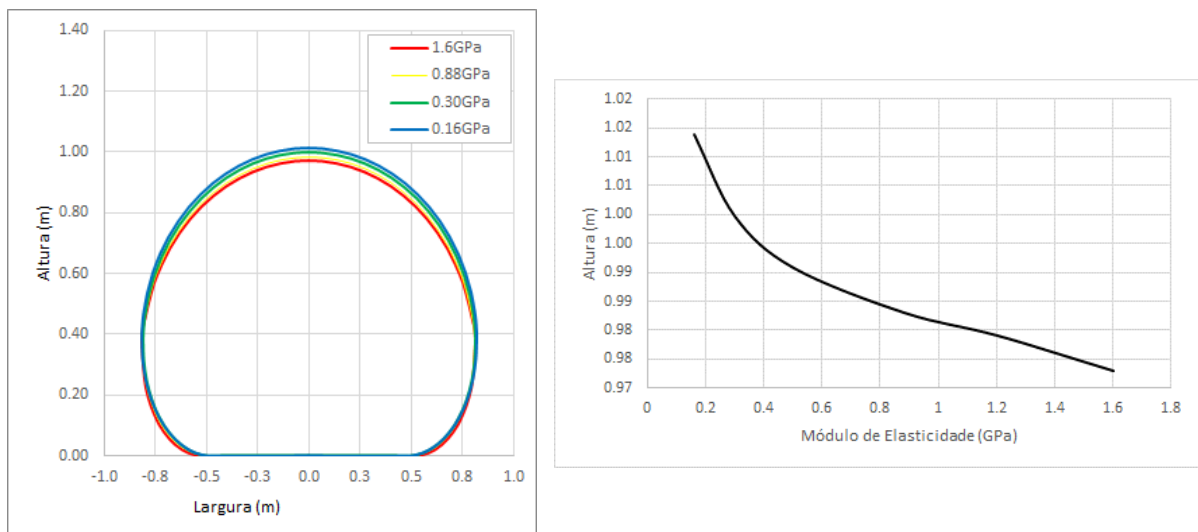 1.40
1.20
1.00
0.80
0.60
0.40
0.20
0.00
Altura (m)
1.6GPa
0.88GPa
0.30GPa
0.16GPa
-1.0 -0.8 -0.5 -0.3 0.0 0.3 0.5 0.8 1.0
Largura (m)
1.02
1.02
1.01
1.01
1.00
1.00
0.99
0.99
0.98
0.98
0.97
Altura (m)
0 0.2 0.4 0.6 0.8 1 1.2 1.4 1.6 1.8
Módulo de Elasticidade (GPa)